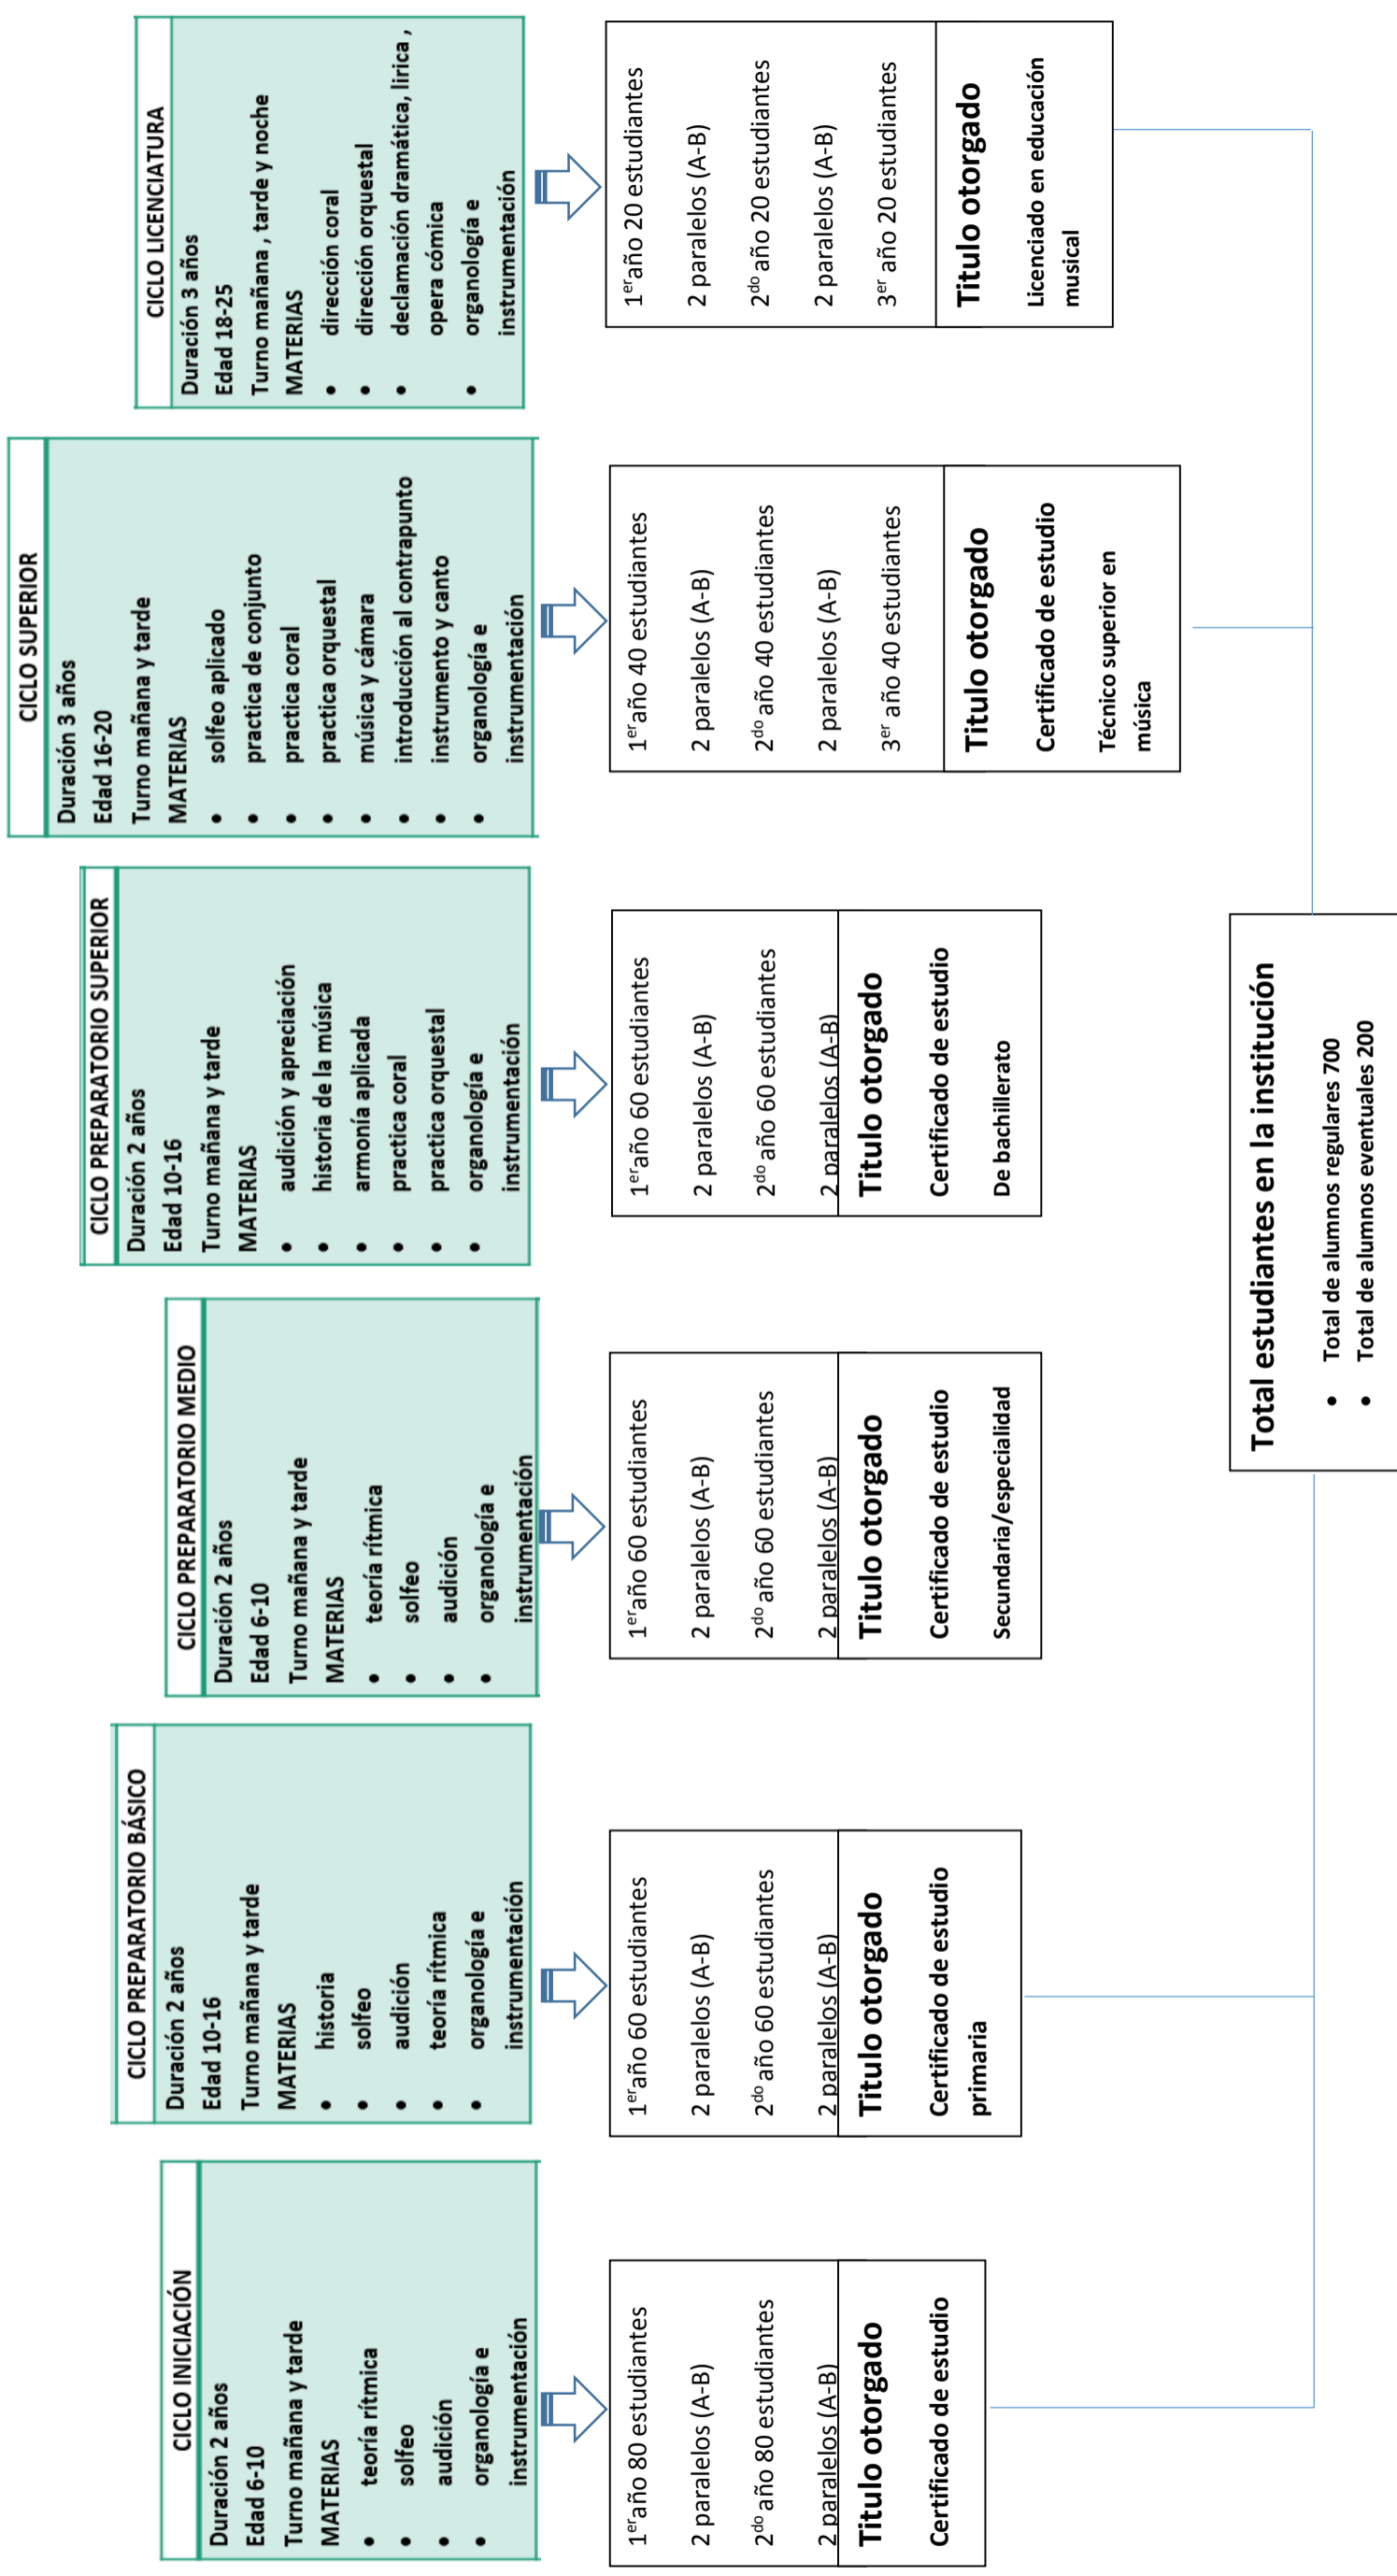 CICLO INICIACIÓN
Duración 2 años
Edad 6-10
Turno mañana y tarde
MATERIAS
• teoría rítmica
• solfeo
• audición
• organología e
instrumentación
1er año 80 estudiantes
2 paralelos (A-B)
2do año 80 estudiantes
2 paralelos (A-B)
Titulo otorgado
Certificado de estudio
CICLO PREPARATORIO BÁSICO
Duración 2 años
Edad 10-16
Turno mañana y tarde
MATERIAS
• historia
• solfeo
• audición
• teoría rítmica
• organología e
instrumentación
1er año 60 estudiantes
2 paralelos (A-B)
2do año 60 estudiantes
2 paralelos (A-B)
Titulo otorgado
Certificado de estudio
primaria
CICLO PREPARATORIO MEDIO
Duración 2 años
Edad 6-10
Turno mañana y tarde
MATERIAS
• teoría rítmica
• solfeo
• audición
• organología e
instrumentación
1er año 60 estudiantes
2 paralelos (A-B)
2do año 60 estudiantes
2 paralelos (A-B)
Titulo otorgado
Certificado de estudio
Secundaria/especialidad
CICLO PREPARATORIO SUPERIOR
Duración 2 años
Edad 10-16
Turno mañana y tarde
MATERIAS
• audición y apreciación
• historia de la música
• armonía aplicada
• practica coral
• practica orquestal
• organología e
instrumentación
1er año 60 estudiantes
2 paralelos (A-B)
2do año 60 estudiantes
2 paralelos (A-B)
Titulo otorgado
Certificado de estudio
De bachillerato
CICLO SUPERIOR
Duración 3 años
Edad 16-20
Turno mañana y tarde
MATERIAS
• solfeo aplicado
• practica de conjunto
• practica coral
• practica orquestal
• música y cámara
• introducción al contrapunto
• instrumento y canto
• organología e
instrumentación
1er año 40 estudiantes
2 paralelos (A-B)
2do año 40 estudiantes
2 paralelos (A-B)
3er año 40 estudiantes
Titulo otorgado
Certificado de estudio
Técnico superior en
música
CICLO LICENCIATURA
Duración 3 años
Edad 18-25
Turno mañana , tarde y noche
MATERIAS
• dirección coral
• dirección orquestal
• declamación dramática, lirica ,
opera cómica
• organología e
instrumentación
1er año 20 estudiantes
2 paralelos (A-B)
2do año 20 estudiantes
2 paralelos (A-B)
3er año 20 estudiantes
Titulo otorgado
Licenciado en educación
musical
Total estudiantes en la institución
• Total de alumnos regulares 700
• Total de alumnos eventuales 200